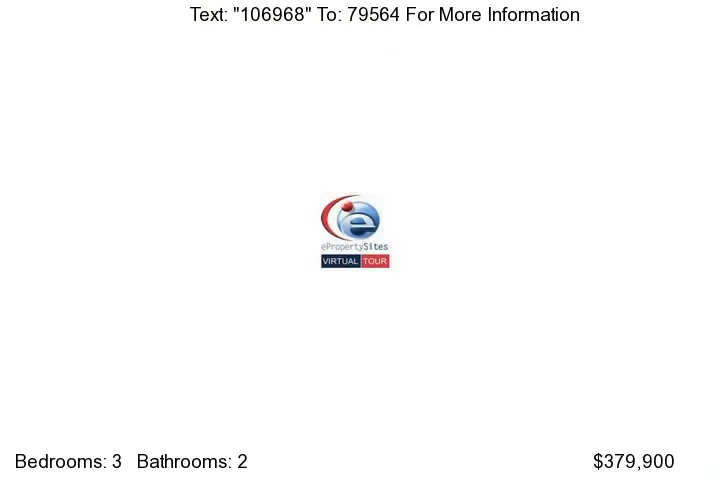 Text: "106968" To: 79564 For More Information
e
ePropertySites
VIRTUAL TOUR
Bedrooms: 3 Bathrooms: 2 $379,900